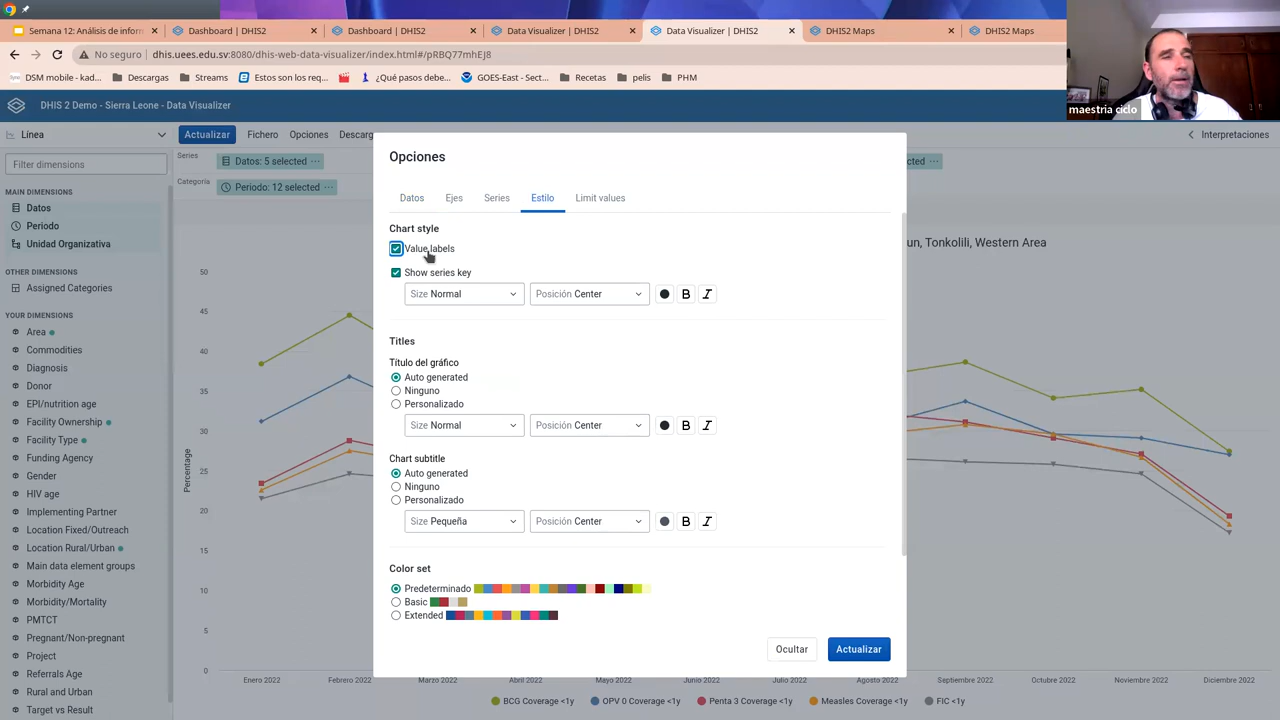 Semana 12: Análisis de infor
Dashboard | DHIS2
Dashboard | DHIS2
Data Visualizer | DHIS2
Data Visualizer | DHIS2
DHIS2 Maps
DHIS2 Maps
No seguro
dhis.uees.edu.sv:8080/dhis-web-data-visualizer/index.html#/pRBQ77mhEJ8
DSM mobile - kad...
Descargas
Streams
Estos son los req...
¿Qué pasos debe...
GOES-East - Sect...
Recetas
pelis
PHM
maestria ciclo
DHIS 2 Demo - Sierra Leone - Data Visualizer
Línea
Actualizar
Fichero
Opciones
Descarg
Interpretaciones
Filter dimensions
Series
Datos: 5 selected
cted
Categoría
Periodo: 12 selected
MAIN DIMENSIONS
Datos
Periodo
Unidad Organizativa
OTHER DIMENSIONS
Assigned Categories
YOUR DIMENSIONS
Area
Commodities
Diagnosis
Donor
EPI/nutrition age
Facility Ownership
Facility Type
Funding Agency
Gender
HIV age
Implementing Partner
Location Fixed/Outreach
Location Rural/Urban
Main data element groups
Morbidity Age
Morbidity/Mortality
PMTCT
Pregnant/Non-pregnant
Project
Referrals Age
Rural and Urban
Target vs Result
Opciones
Datos
Ejes
Series
Estilo
Limit values
Chart style
Value labels
Show series key
Size Normal
Posición Center
B
I
Titles
Título del gráfico
Auto generated
Ninguno
Personalizado
Size Normal
Posición Center
B
I
Chart subtitle
Auto generated
Ninguno
Personalizado
Size Pequeña
Posición Center
B
I
Color set
Predeterminado
Basic
Extended
Ocultar
Actualizar
un, Tonkolili, Western Area
Percentage
50
45
40
35
30
25
20
15
10
5
0
Enero 2022
Febrero 2022
Marzo 2022
Abril 2022
Mayo 2022
Junio 2022
Julio 2022
Agosto 2022
Septiembre 2022
Octubre 2022
Noviembre 2022
Diciembre 2022
BCG Coverage <1y
OPV 0 Coverage <1y
Penta 3 Coverage <1y
Measles Coverage <1y
FIC <1y